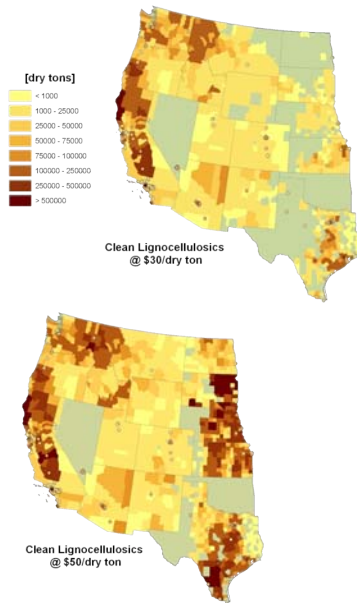 [dry tons]
< 1000
1000 - 25000
25000 - 50000
50000 - 75000
75000 - 100000
100000 - 250000
250000 - 500000
> 500000
Clean Lignocellulosics
@ $30/dry ton
Clean Lignocellulosics
@ $50/dry ton